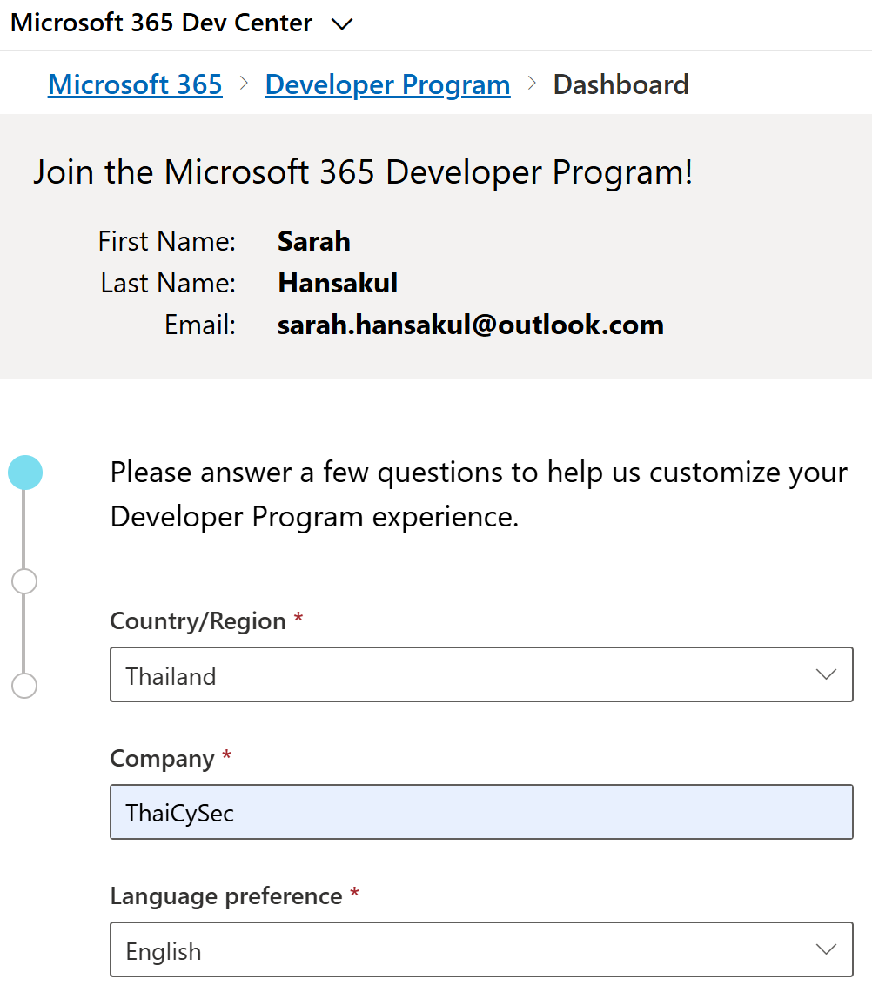 Microsoft 365 Dev Center
Microsoft 365 > Developer Program > Dashboard
Join the Microsoft 365 Developer Program!
First Name: Sarah
Last Name: Hansakul
Email: sarah.hansakul@outlook.com
Please answer a few questions to help us customize your
Developer Program experience.
Country/Region *
Thailand
Company *
ThaiCySec
Language preference *
English